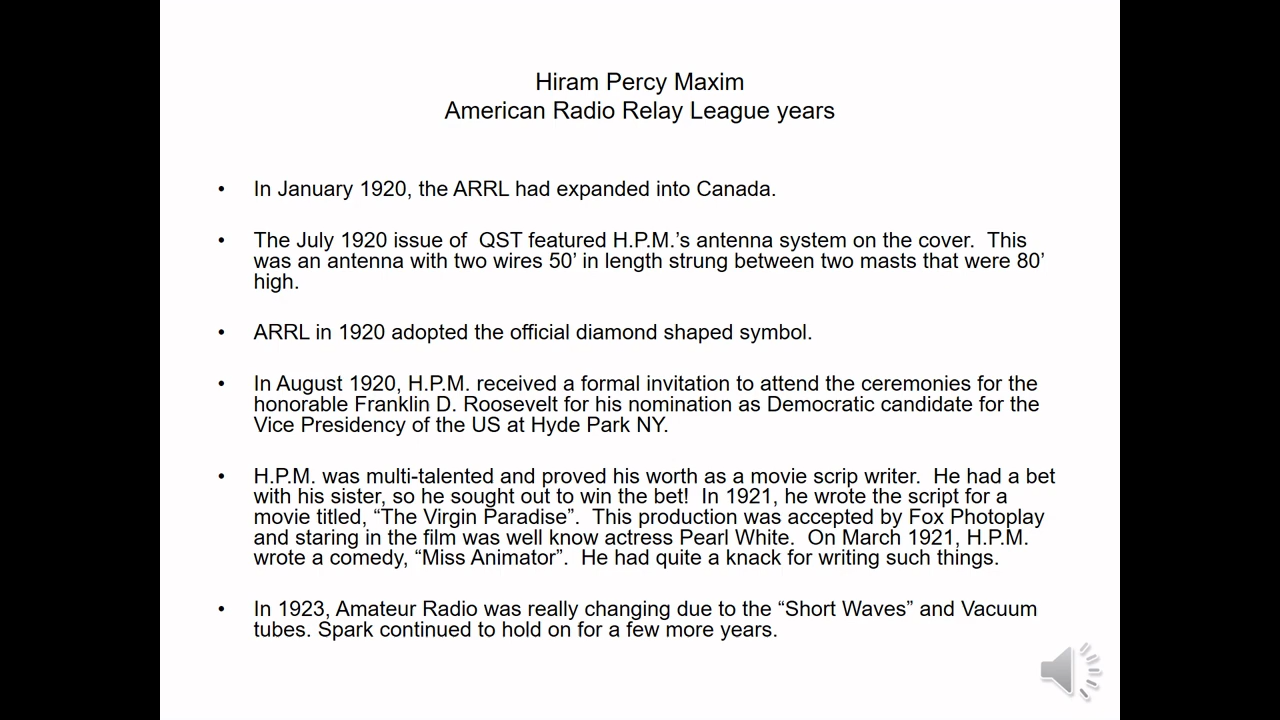 Hiram Percy Maxim
American Radio Relay League years
• In January 1920, the ARRL had expanded into Canada.
• The July 1920 issue of  QST featured H.P.M.’s antenna system on the cover.  This
was an antenna with two wires 50’ in length strung between two masts that were 80’
high.
• ARRL in 1920 adopted the official diamond shaped symbol.
• In August 1920, H.P.M. received a formal invitation to attend the ceremonies for the
honorable Franklin D. Roosevelt for his nomination as Democratic candidate for the
Vice Presidency of the US at Hyde Park NY.
• H.P.M. was multi-talented and proved his worth as a movie scrip writer.  He had a bet
with his sister, so he sought out to win the bet!  In 1921, he wrote the script for a
movie titled, “The Virgin Paradise”.  This production was accepted by Fox Photoplay
and staring in the film was well know actress Pearl White.  On March 1921, H.P.M.
wrote a comedy, “Miss Animator”.  He had quite a knack for writing such things.
• In 1923, Amateur Radio was really changing due to the “Short Waves” and Vacuum
tubes. Spark continued to hold on for a few more years.